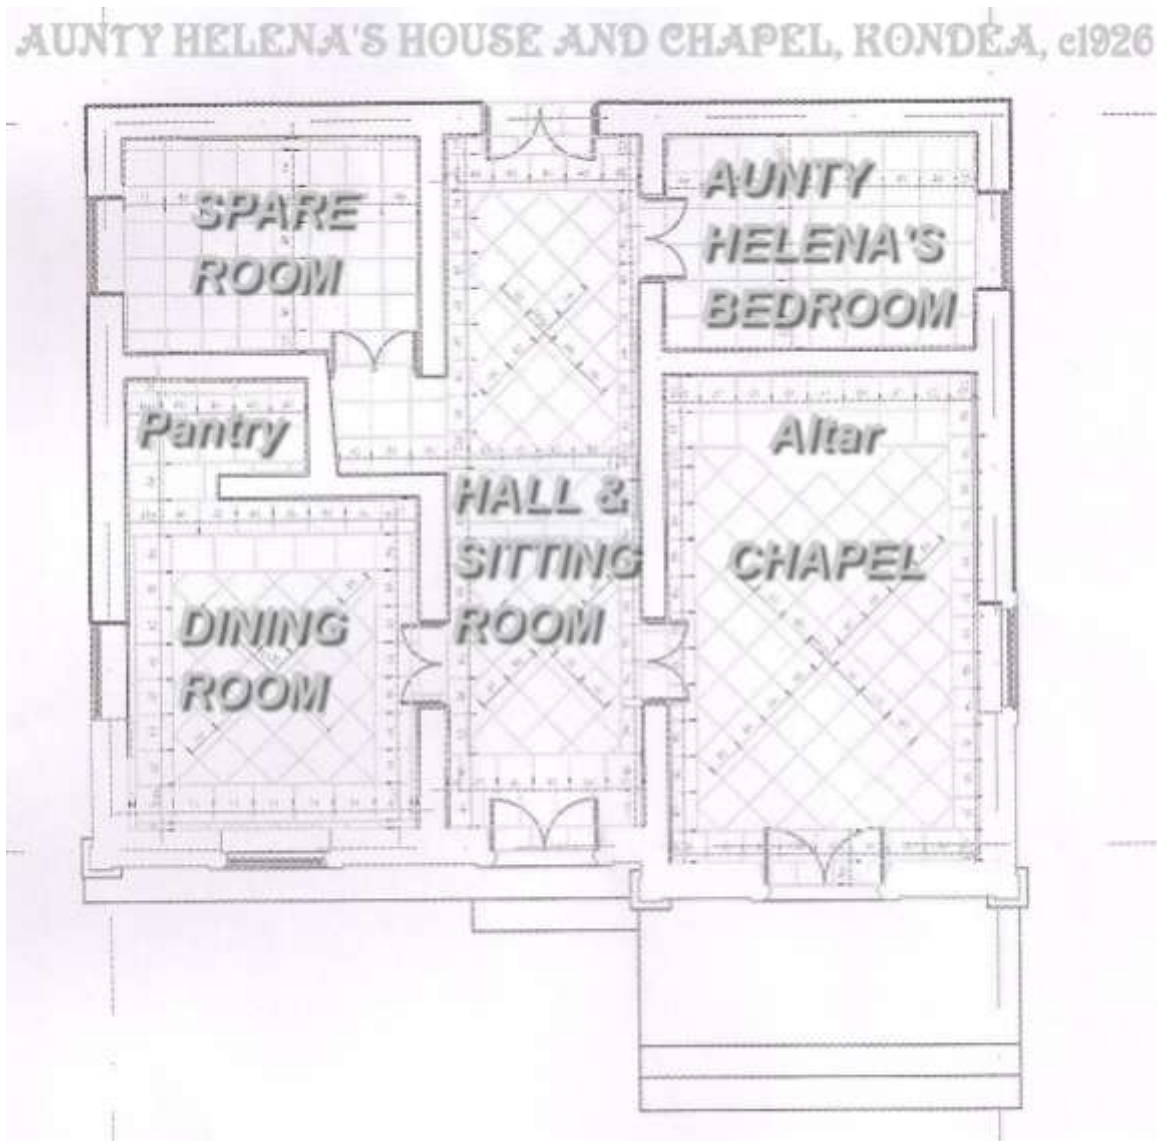 AUNTY HELENA'S HOUSE AND CHAPEL, KONDEA, c1926
SPARE
ROOM
AUNTY
HELENA'S
BEDROOM
Pantry
Altar
HALL &
SITTING
ROOM
CHAPEL
DINING
ROOM